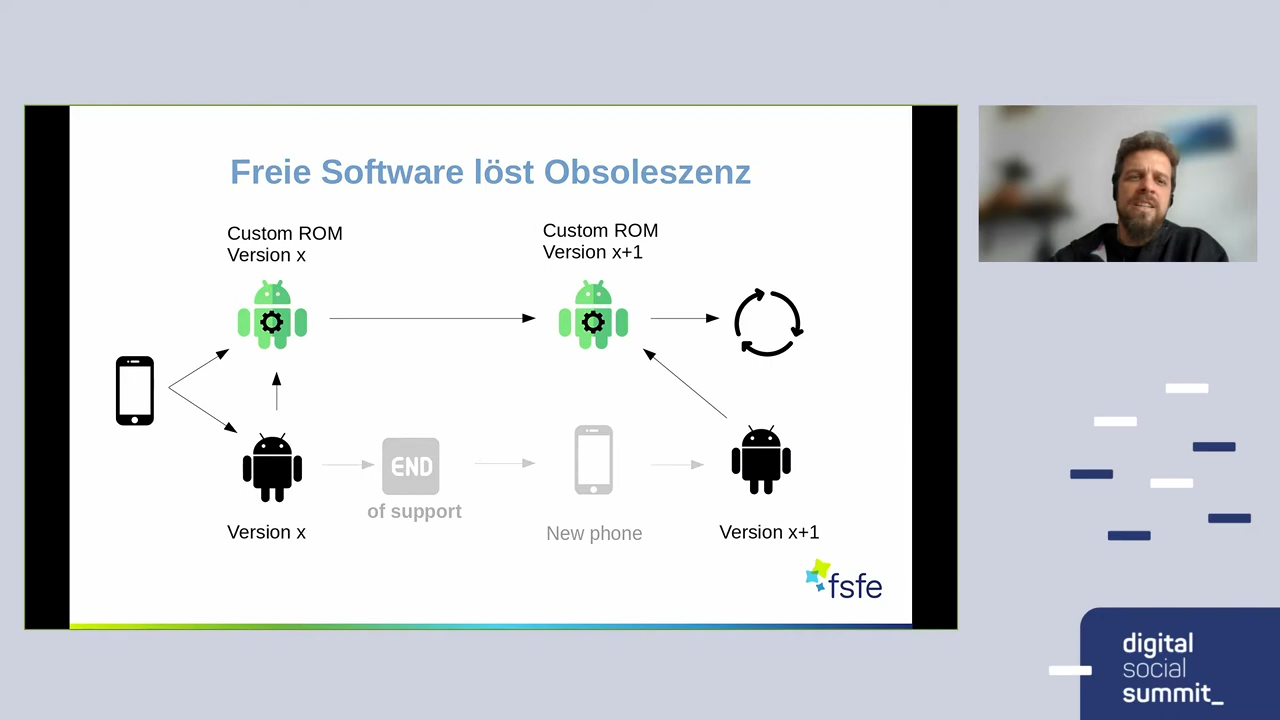 Freie Software löst Obsoleszenz
Custom ROM
Version x
Custom ROM
Version x+1
END
of support
New phone
Version x
Version x+1
fsfe
digital
social
summit_